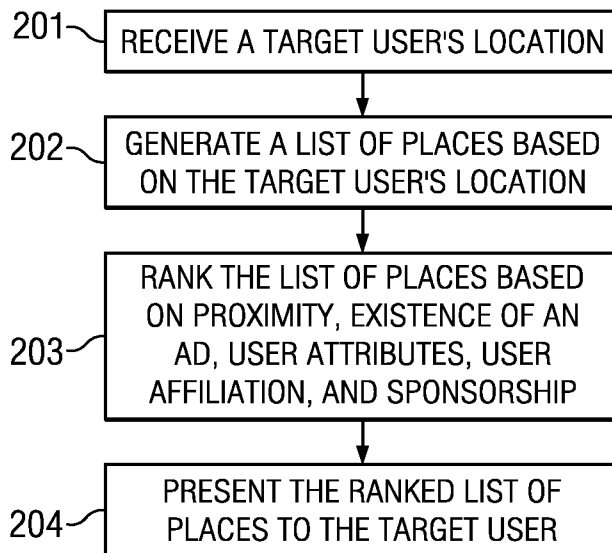 201
RECEIVE A TARGET USER'S LOCATION
202
GENERATE A LIST OF PLACES BASED
ON THE TARGET USER'S LOCATION
203
RANK THE LIST OF PLACES BASED
ON PROXIMITY, EXISTENCE OF AN
AD, USER ATTRIBUTES, USER
AFFILIATION, AND SPONSORSHIP
204
PRESENT THE RANKED LIST OF
PLACES TO THE TARGET USER